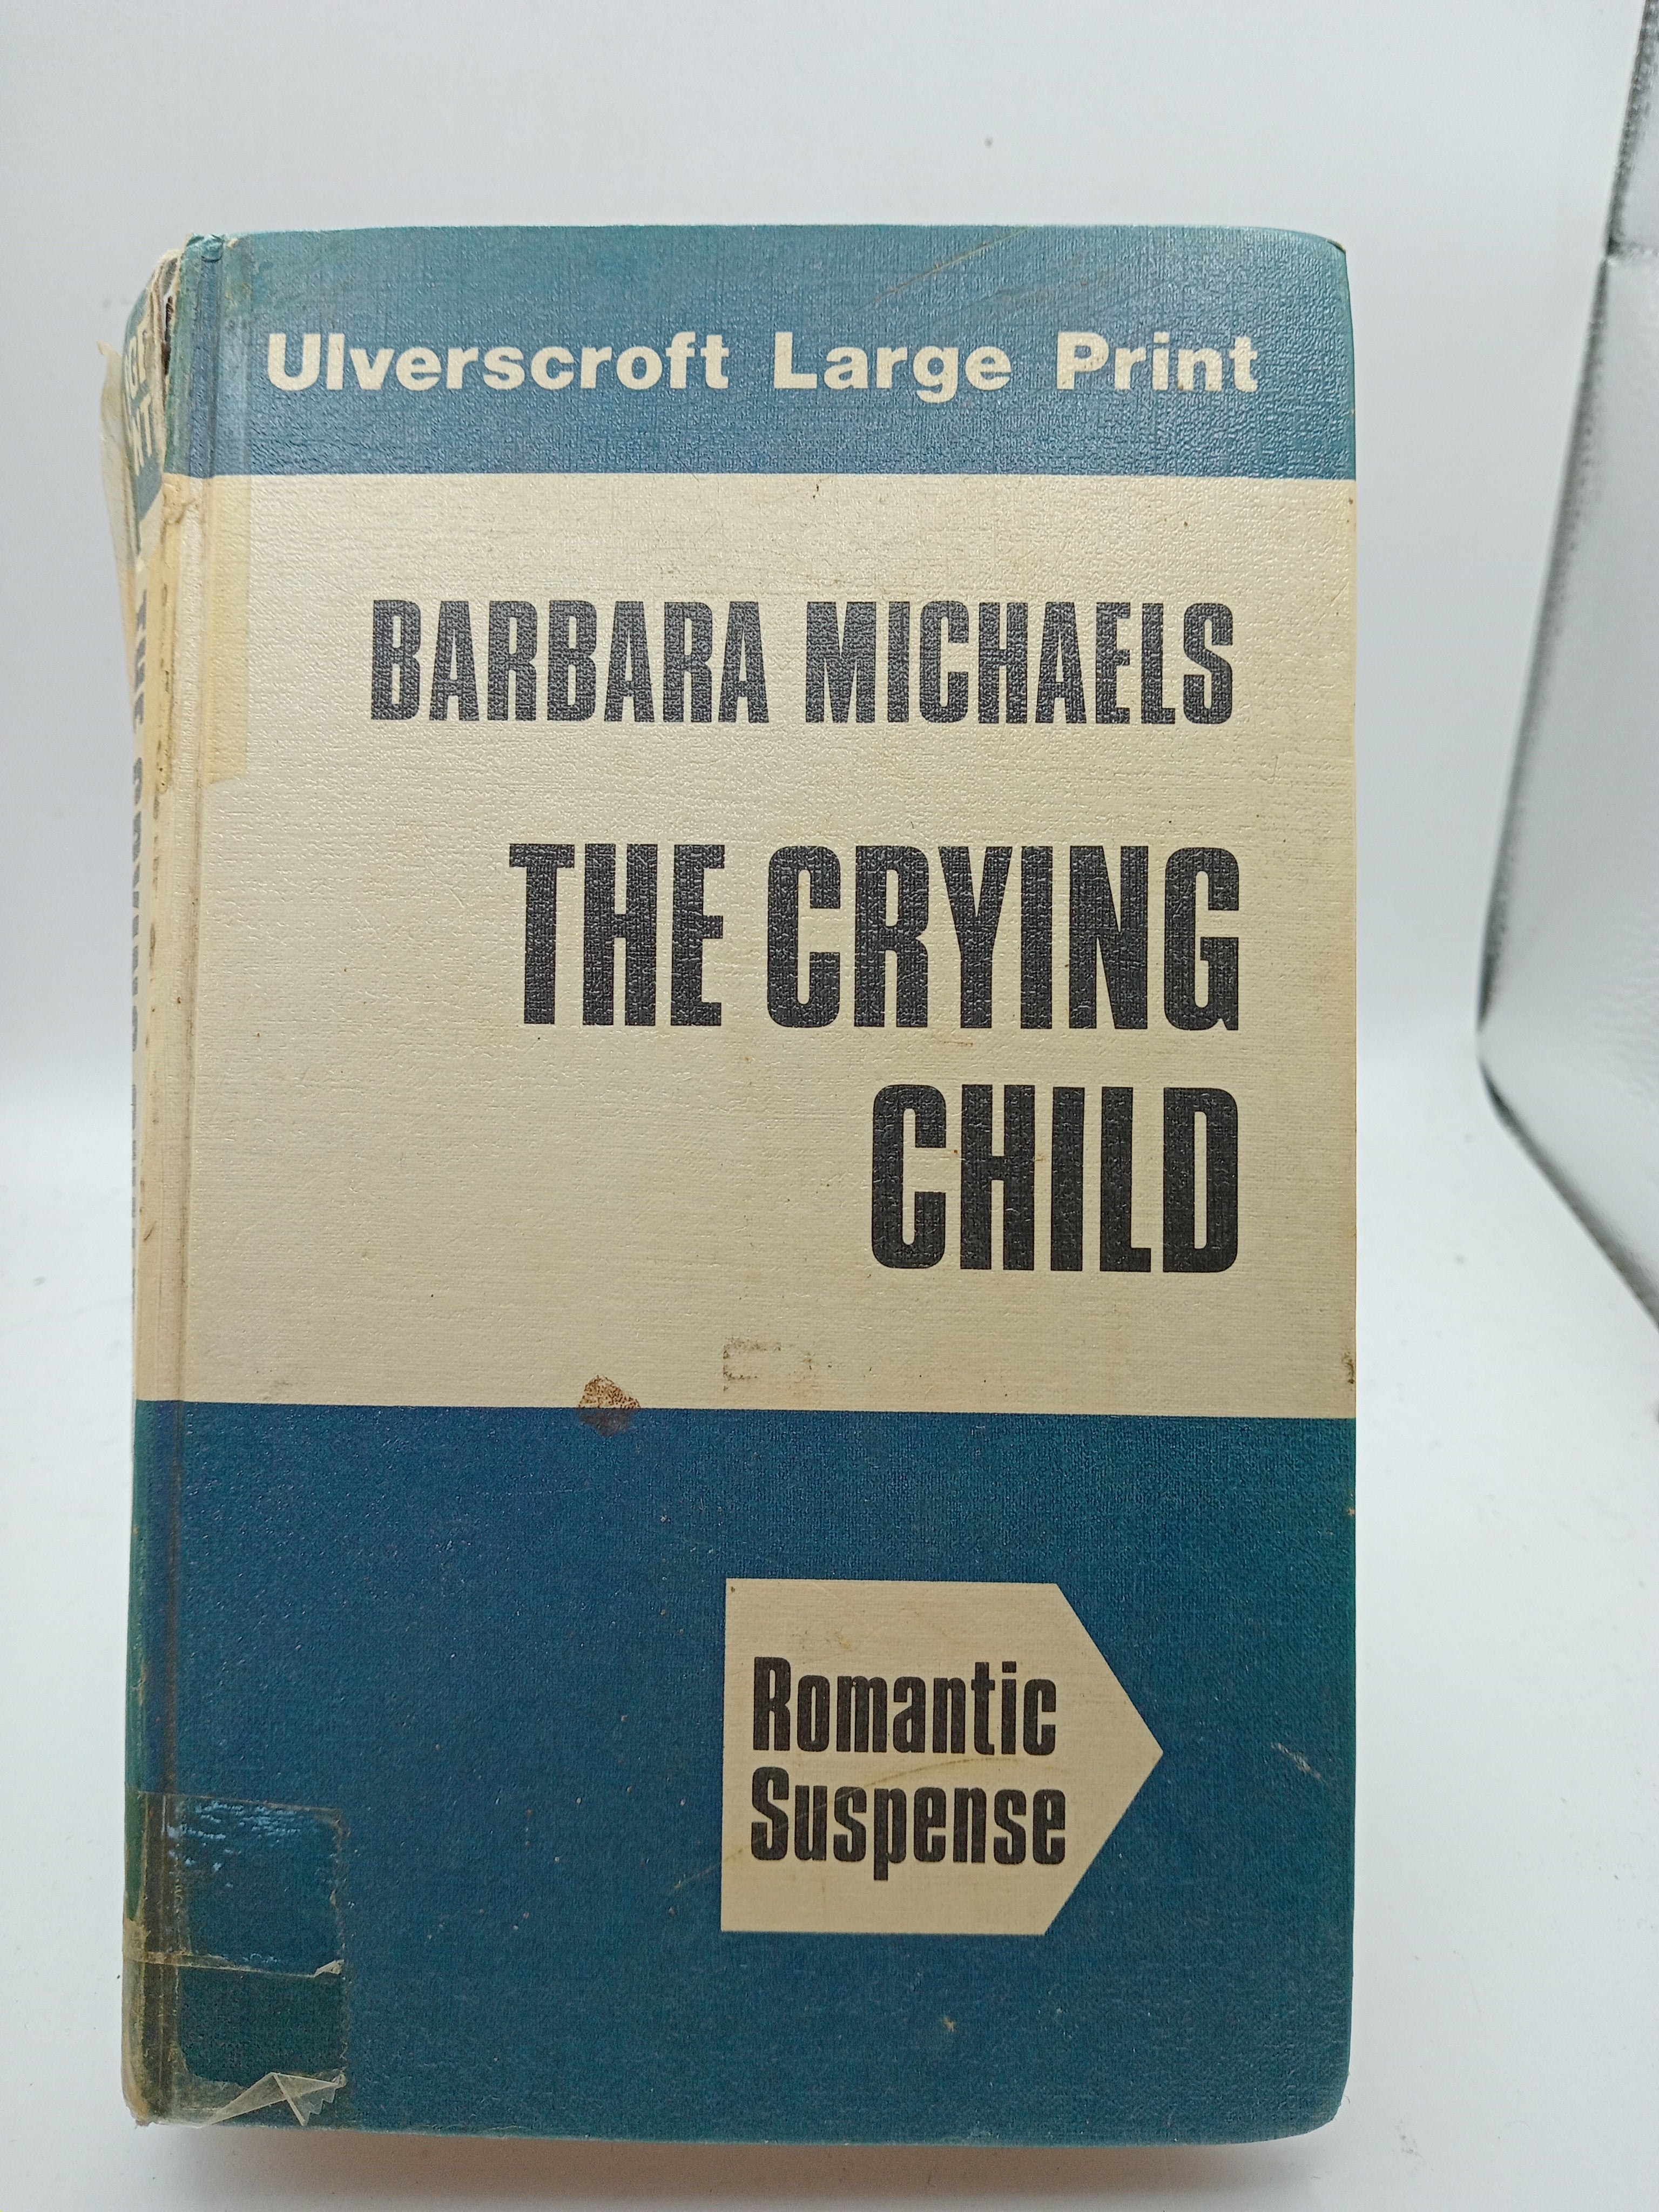 Ulverscroft Large Print
BARBARA MICHAELS
THE CRYING
CHILD
Romantic
Suspense